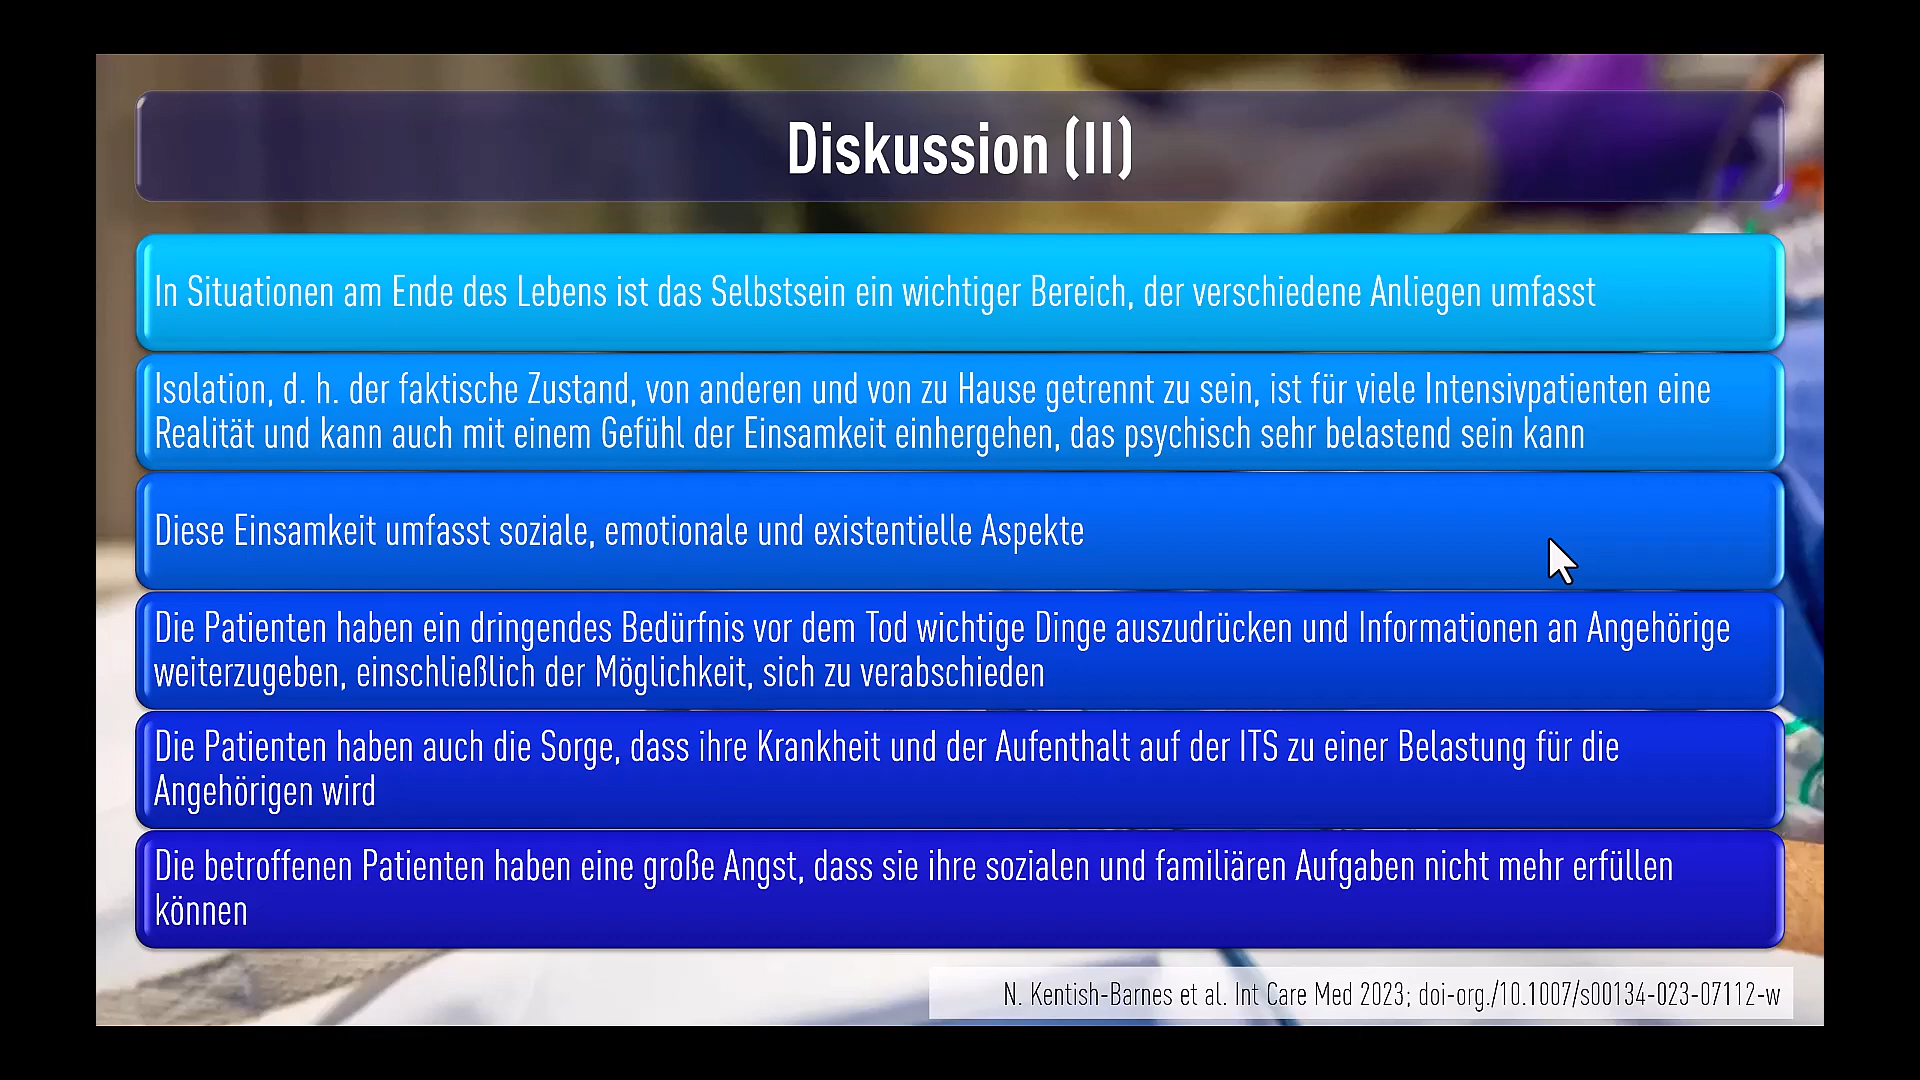 Diskussion (II)
In Situationen am Ende des Lebens ist das Selbstsein ein wichtiger Bereich, der verschiedene Anliegen umfasst
Isolation, d. h. der faktische Zustand, von anderen und von zu Hause getrennt zu sein, ist für viele Intensivpatienten eine
Realität und kann auch mit einem Gefühl der Einsamkeit einhergehen, das psychisch sehr belastend sein kann
Diese Einsamkeit umfasst soziale, emotionale und existentielle Aspekte
Die Patienten haben ein dringendes Bedürfnis vor dem Tod wichtige Dinge auszudrücken und Informationen an Angehörige
weiterzugeben, einschließlich der Möglichkeit, sich zu verabschieden
Die Patienten haben auch die Sorge, dass ihre Krankheit und der Aufenthalt auf der ITS zu einer Belastung für die
Angehörigen wird
Die betroffenen Patienten haben eine große Angst, dass sie ihre sozialen und familiären Aufgaben nicht mehr erfüllen
können
N. Kentish-Barnes et al. Int Care Med 2023; doi-org./10.1007/s00134-023-07112-w